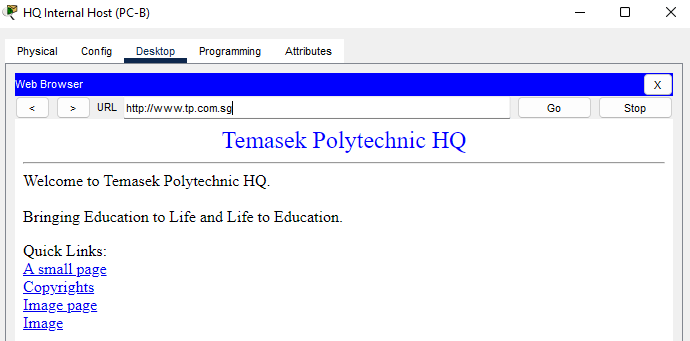 HQ Internal Host (PC-B)
Physical Config Desktop Programming Attributes
Web Browser X
< > URL http://www.tp.com.sg Go Stop
Temasek Polytechnic HQ
Welcome to Temasek Polytechnic HQ.
Bringing Education to Life and Life to Education.
Quick Links:
A small page
Copyrights
Image page
Image